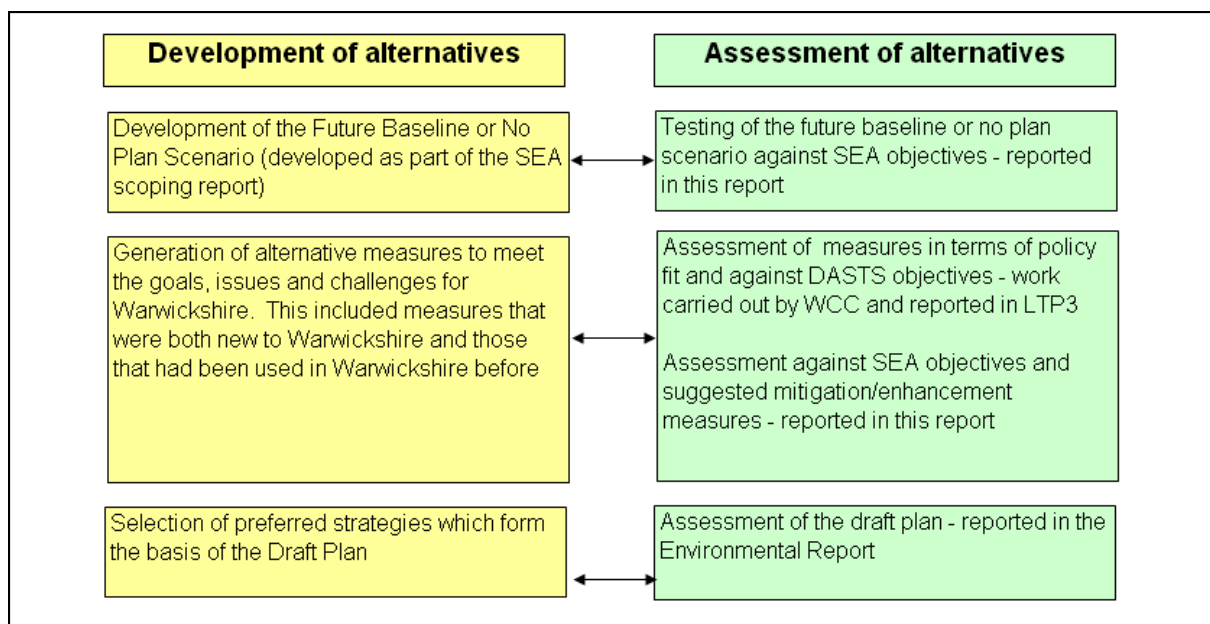 Development of alternatives
Assessment of alternatives
Development of the Future Baseline or No
Plan Scenario (developed as part of the SEA
scoping report)
Testing of the future baseline or no plan
scenario against SEA objectives - reported
in this report
Generation of alternative measures to meet
the goals, issues and challenges for
Warwickshire. This included measures that
were both new to Warwickshire and those
that had been used in Warwickshire before
Assessment of measures in terms of policy
fit and against DASTS objectives - work
carried out by WCC and reported in LTP3
Assessment against SEA objectives and
suggested mitigation/enhancement
measures - reported in this report
Selection of preferred strategies which form
the basis of the Draft Plan
Assessment of the draft plan - reported in the
Environmental Report